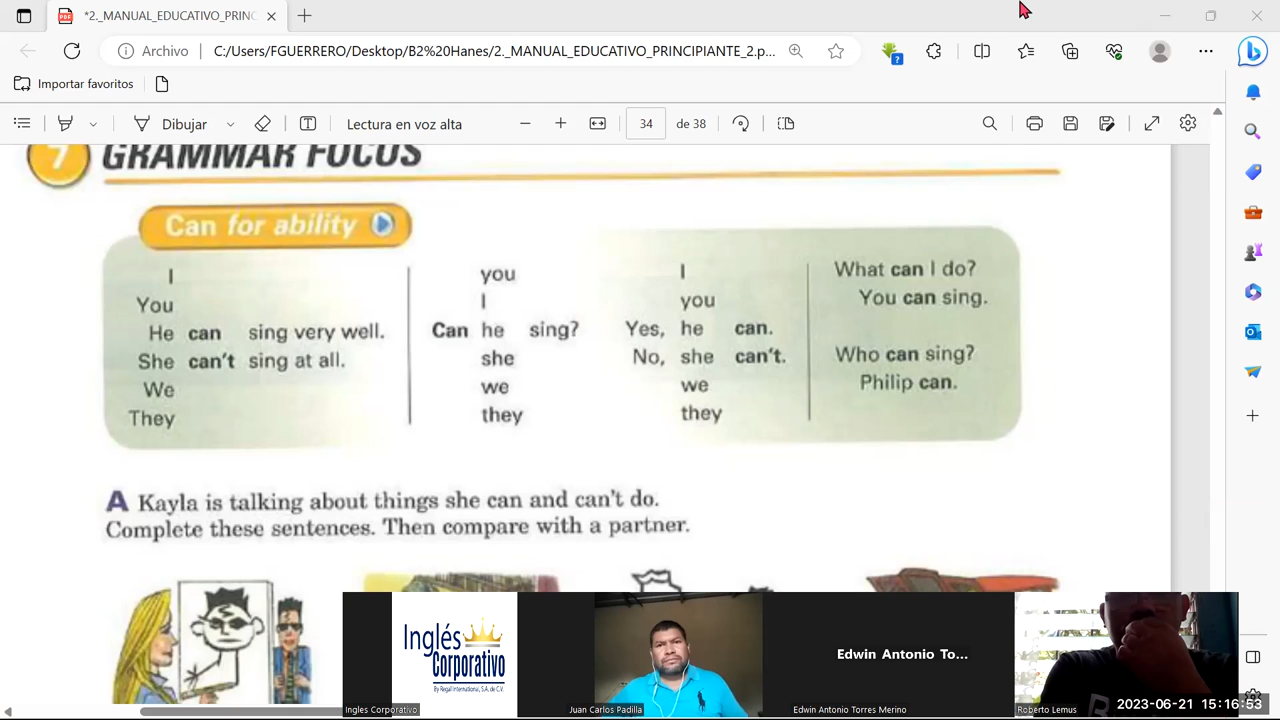 *2._MANUAL_EDUCATIVO_PRINC
Archivo
C:/Users/FGUERRERO/Desktop/B2%20Hanes/2._MANUAL_EDUCATIVO_PRINCIPIANTE_2.p...
Importar favoritos
Dibujar
Lectura en voz alta
34
de 38
7 GRAMMAR FOCUS
Can for ability
I
You
He can sing very well.
She can't sing at all.
We
They
you
I
Can he sing?
she
we
they
I
you
Yes, he can.
No, she can't.
we
they
What can I do?
You can sing.
Who can sing?
Philip can.
A Kayla is talking about things she can and can't do.
Complete these sentences. Then compare with a partner.
Inglés
Corporativo
By Regall International, S.A. de C.V.
Edwin Antonio To...
Ingles Corporativo
Juan Carlos Padilla
Edwin Antonio Torres Merino
Roberto Lemus
2023-06-21 15:16:53